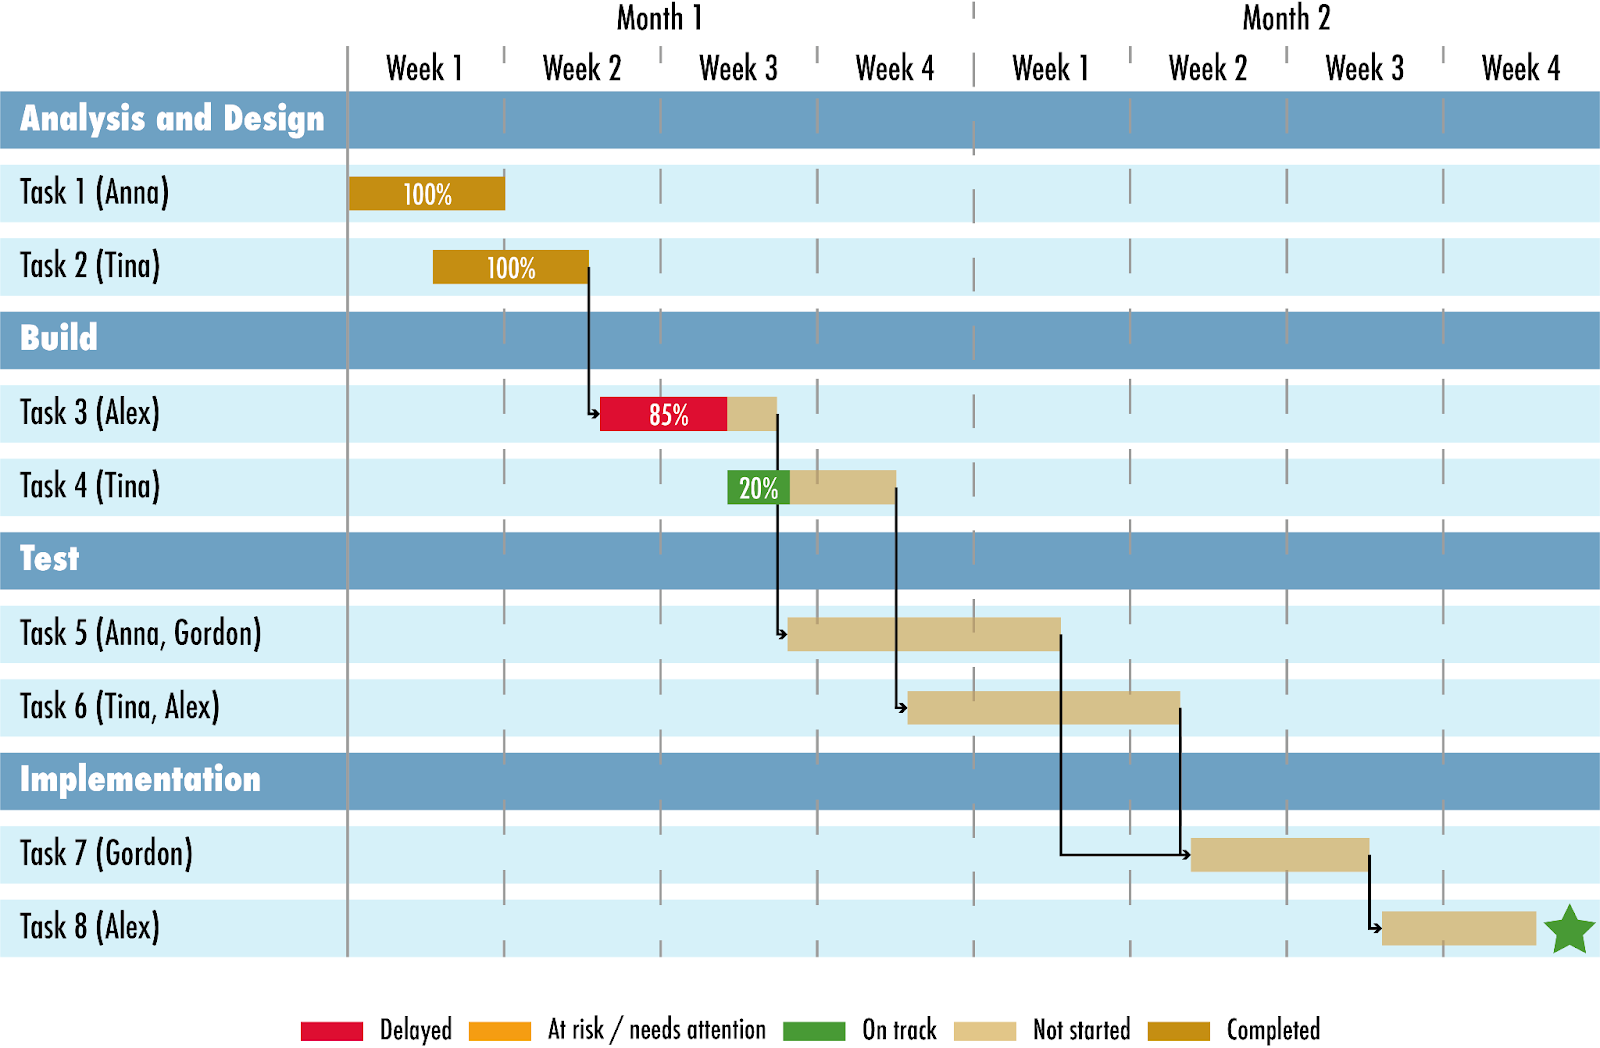 Month 1 Month 2
Week 1 Week 2 Week 3 Week 4 Week 1 Week 2 Week 3 Week 4
Analysis and Design
Task 1 (Anna) 100%
Task 2 (Tina) 100%
Build
Task 3 (Alex) 85%
Task 4 (Tina) 20%
Test
Task 5 (Anna, Gordon)
Task 6 (Tina, Alex)
Implementation
Task 7 (Gordon)
Task 8 (Alex)
Delayed At risk / needs attention On track Not started Completed